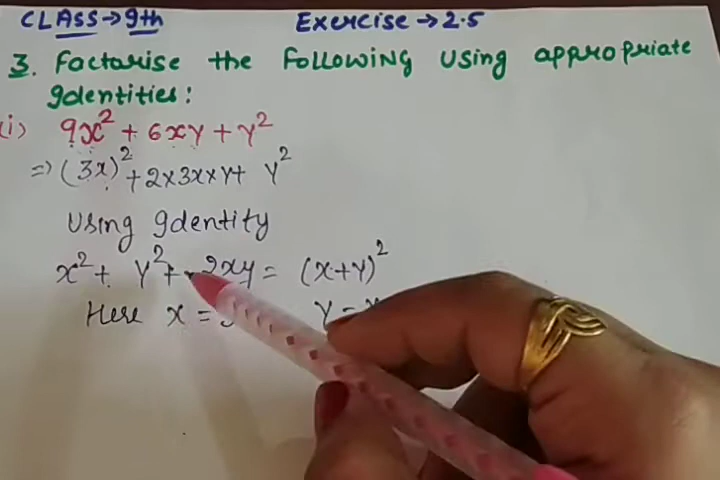 CLASS→9th Exercise→2.5
3. Factorise the following using appropriate
Identities:
(i) 9x² + 6xy + y²
⇒ (3x)² + 2×3x×y + y²
Using Identity
x² + y² + 2xy = (x+y)²
Here x =